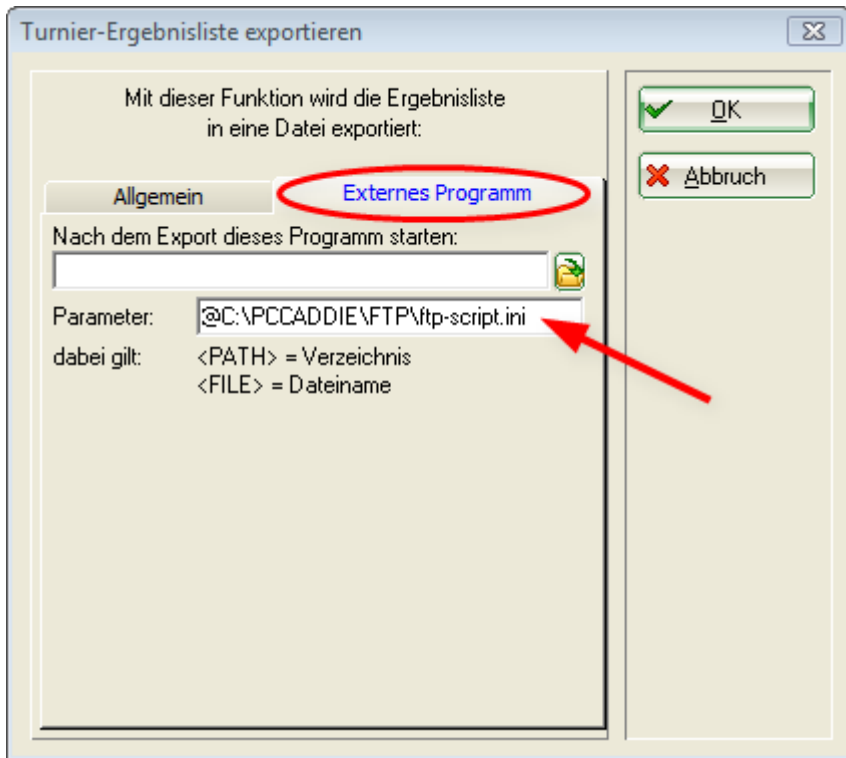 Turnier-Ergebnisliste exportieren
Mit dieser Funktion wird die Ergebnisliste
in eine Datei exportiert:
OK
Abbruch
Allgemein
Externes Programm
Nach dem Export dieses Programm starten:
Parameter:
@C:\PCCADDIE\FTP\ftp-script.ini
dabei gilt:
<PATH> = Verzeichnis
<FILE> = Dateiname